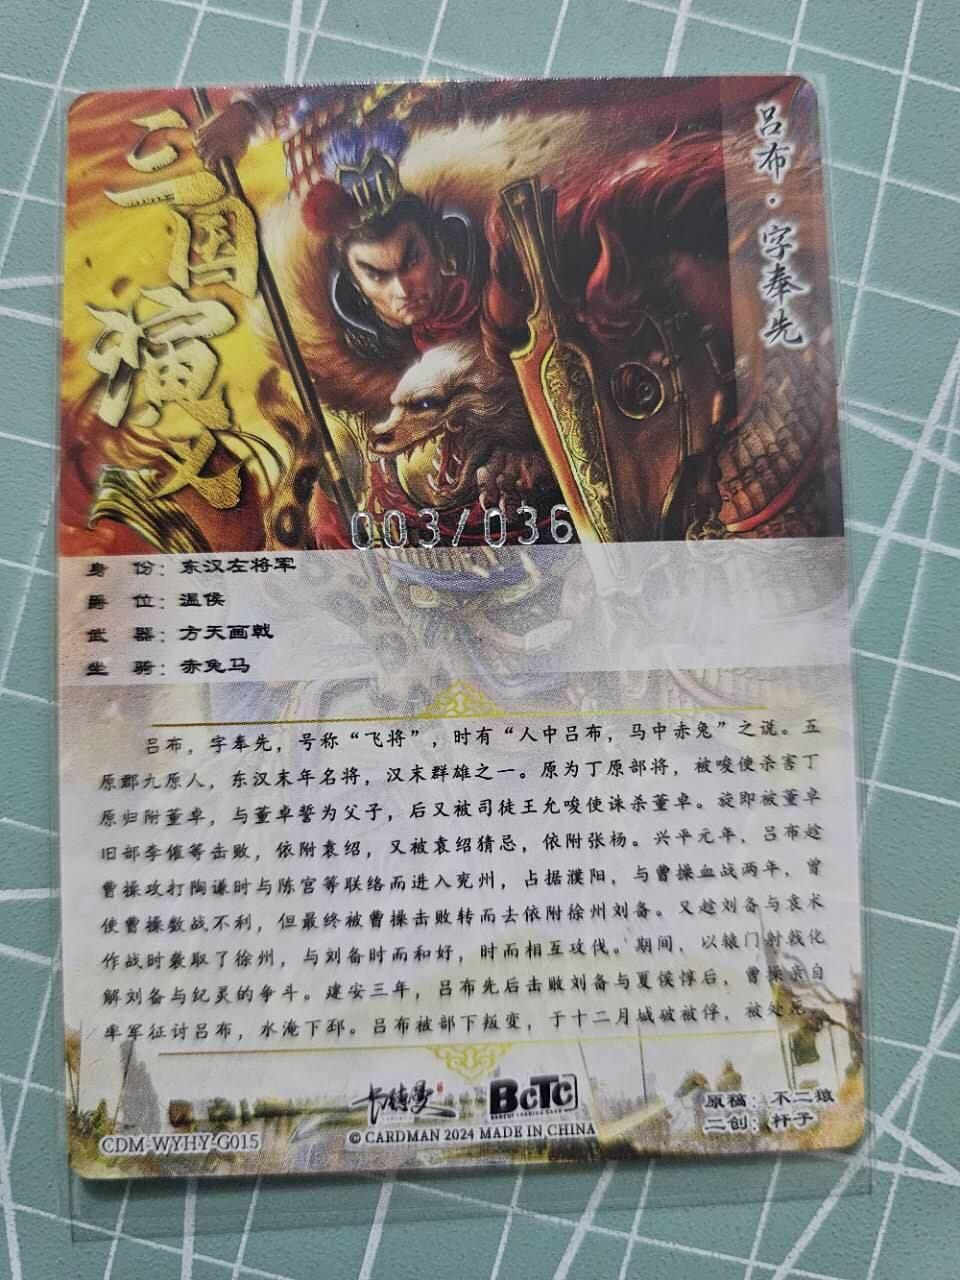 三国演义
吕布·字奉先
003/036
身 份：东汉左将军
爵 位：温侯
武 器：方天画戟
坐 骑：赤兔马
吕布，字奉先，号称“飞将”，时有“人中吕布，马中赤兔”之说。五
原郡九原人，东汉末年名将，汉末群雄之一。原为丁原部将，被唆使杀害丁
原归附董卓，与董卓誓为父子，后又被司徒王允唆使诛杀董卓。旋即被董卓
旧部李傕等击败，依附袁绍，又被袁绍猜忌，依附张杨。兴平元年，吕布趁
曹操攻打陶谦时与陈宫等联络而进入兖州，占据濮阳，与曹操血战两年，曾
使曹操数战不利，但最终被曹操击败转而去依附徐州刘备。又趁刘备与袁术
作战时袭取了徐州，与刘备时而和好，时而相互攻伐。期间，以辕门射戟化
解刘备与纪灵的争斗。建安三年，吕布先后击败刘备与夏侯惇后，曹操亲自
率军征讨吕布，水淹下邳。吕布被部下叛变，于十二月城破被俘，被处死。
卡特曼
BCTC
原稿：不二琅
二创：杆子
CDM-WYHY-G015
© CARDMAN 2024 MADE IN CHINA